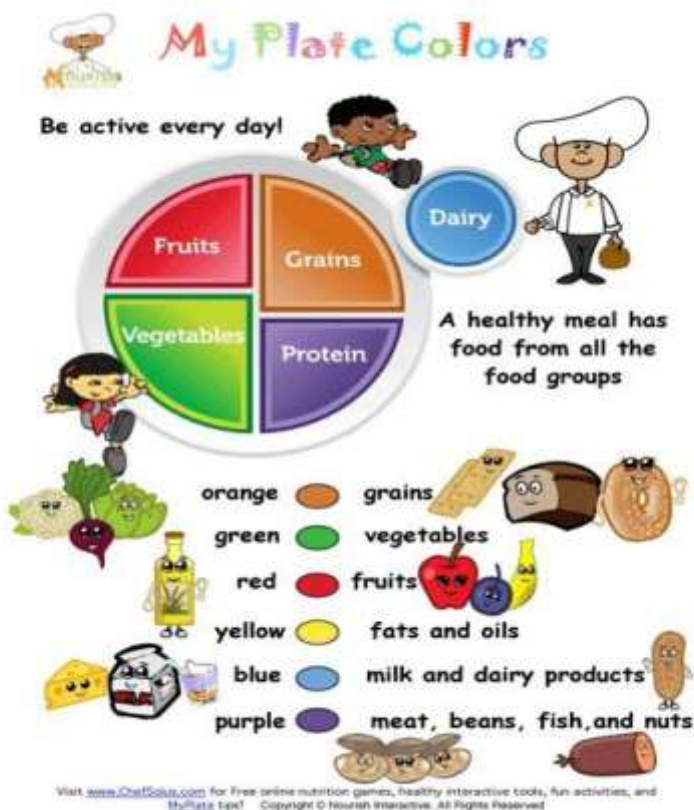 My Plate Colors
Nourish
Be active every day!
Dairy
Fruits
Grains
Vegetables
Protein
A healthy meal has
food from all the
food groups
orange grains
green vegetables
red fruits
yellow fats and oils
blue milk and dairy products
purple meat, beans, fish,and nuts
Visit www.ChefSolus.com for Free online nutrition games, healthy interactive tools, fun activities, and
MyPlate tips! Copyright © Nourish Interactive. All Rights Reserved